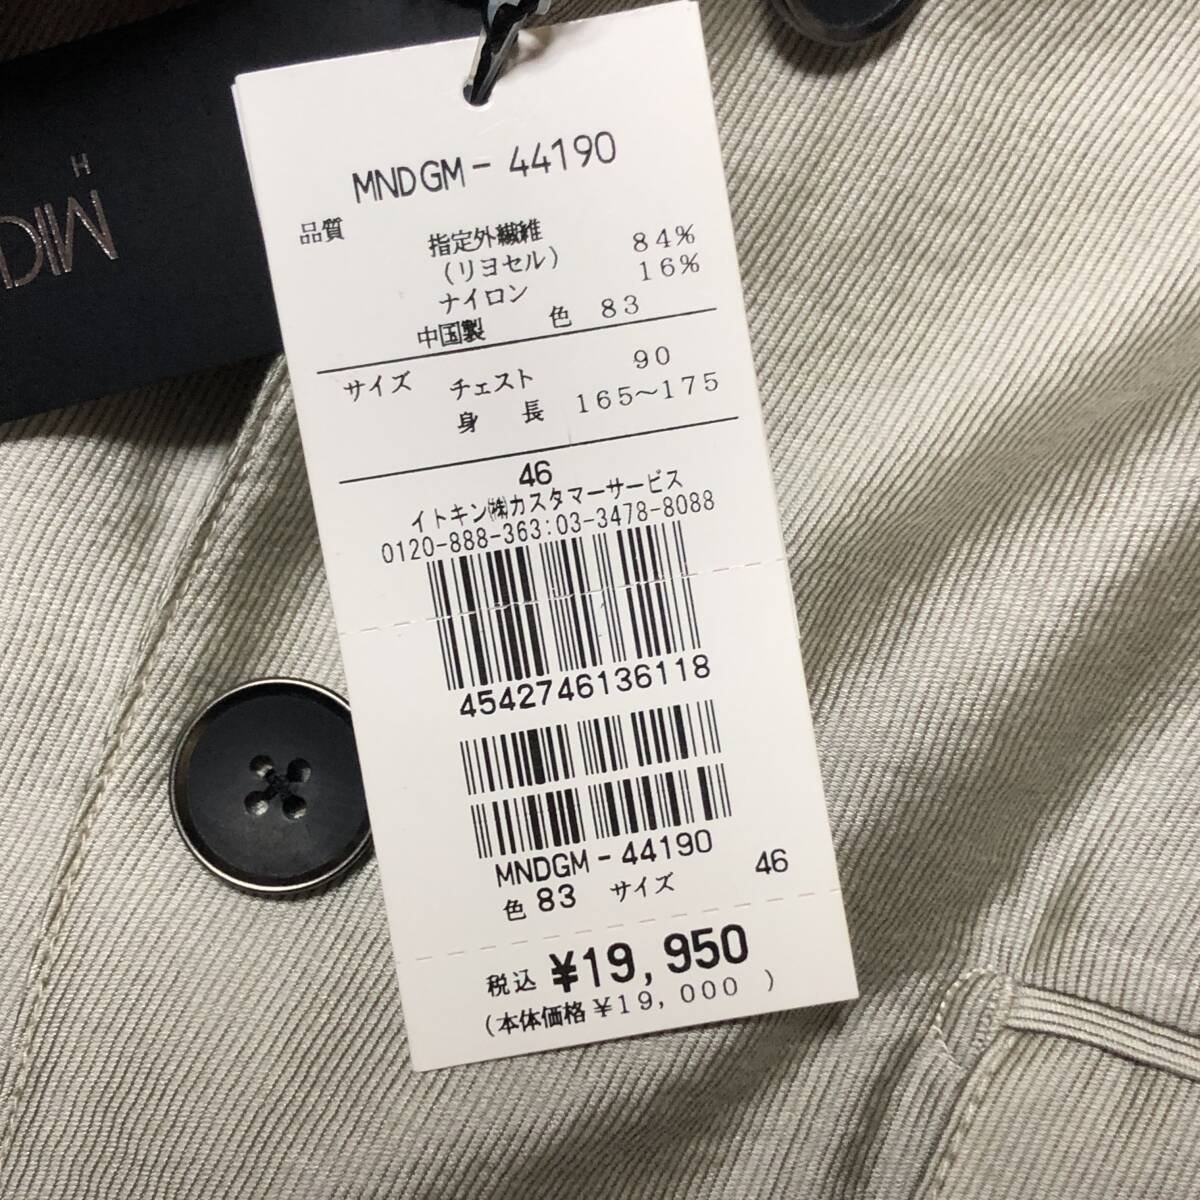 MNDGM-44190
品質
指定外繊維 84%
(リヨセル) 16%
ナイロン
中国製 色 83
サイズ チェスト 90
身 長 165~175
46
イトキン㈱カスタマーサービス
0120-888-363:03-3478-8088
4542746136118
MNDGM-44190
色 83 サイズ 46
税込 ¥19,950
(本体価格¥19,000)
H